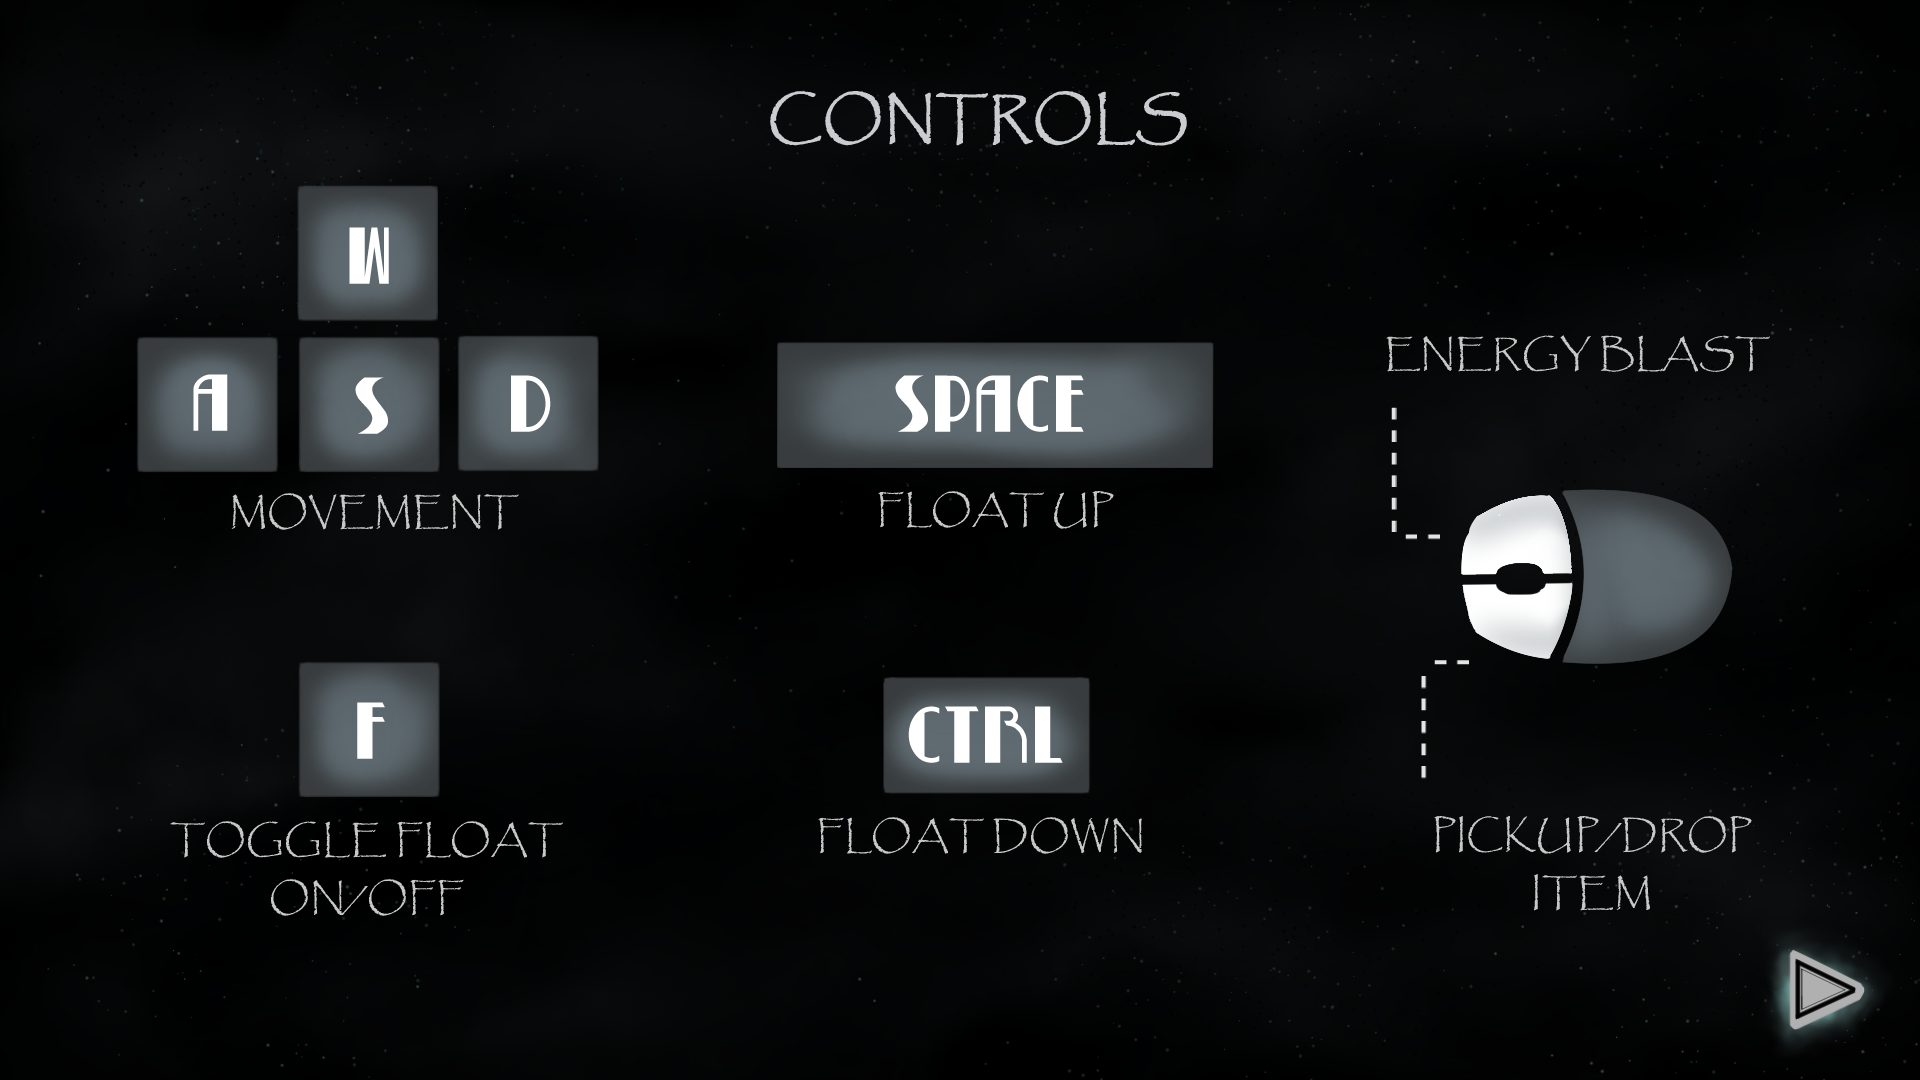 CONTROLS
W
A S D
MOVEMENT
SPACE
FLOAT UP
ENERGY BLAST
F
TOGGLE FLOAT
ON/OFF
CTRL
FLOAT DOWN
PICKUP/DROP
ITEM